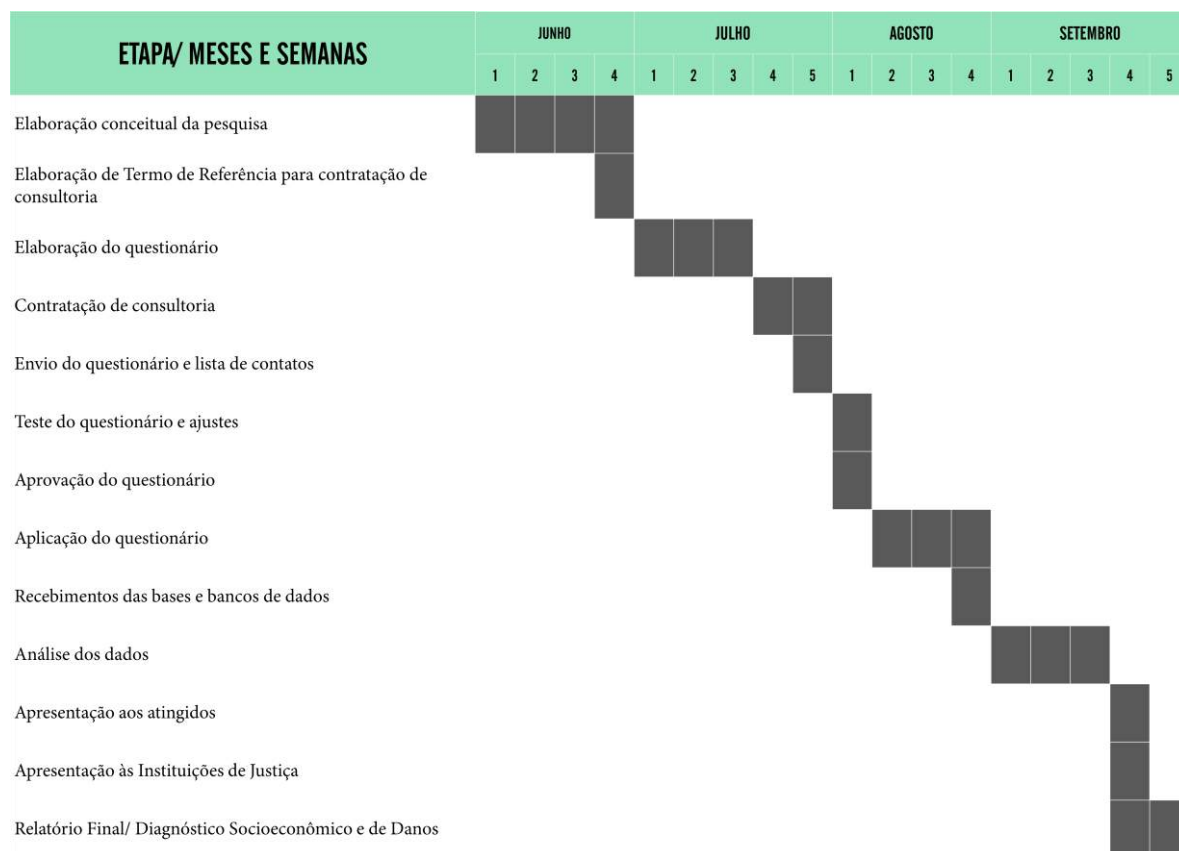 ETAPA/ MESES E SEMANAS
JUNHO JULHO AGOSTO SETEMBRO
1 2 3 4 1 2 3 4 5 1 2 3 4 1 2 3 4 5
Elaboração conceitual da pesquisa
Elaboração de Termo de Referência para contratação de
consultoria
Elaboração do questionário
Contratação de consultoria
Envio do questionário e lista de contatos
Teste do questionário e ajustes
Aprovação do questionário
Aplicação do questionário
Recebimentos das bases e bancos de dados
Análise dos dados
Apresentação aos atingidos
Apresentação às Instituições de Justiça
Relatório Final/ Diagnóstico Socioeconômico e de Danos